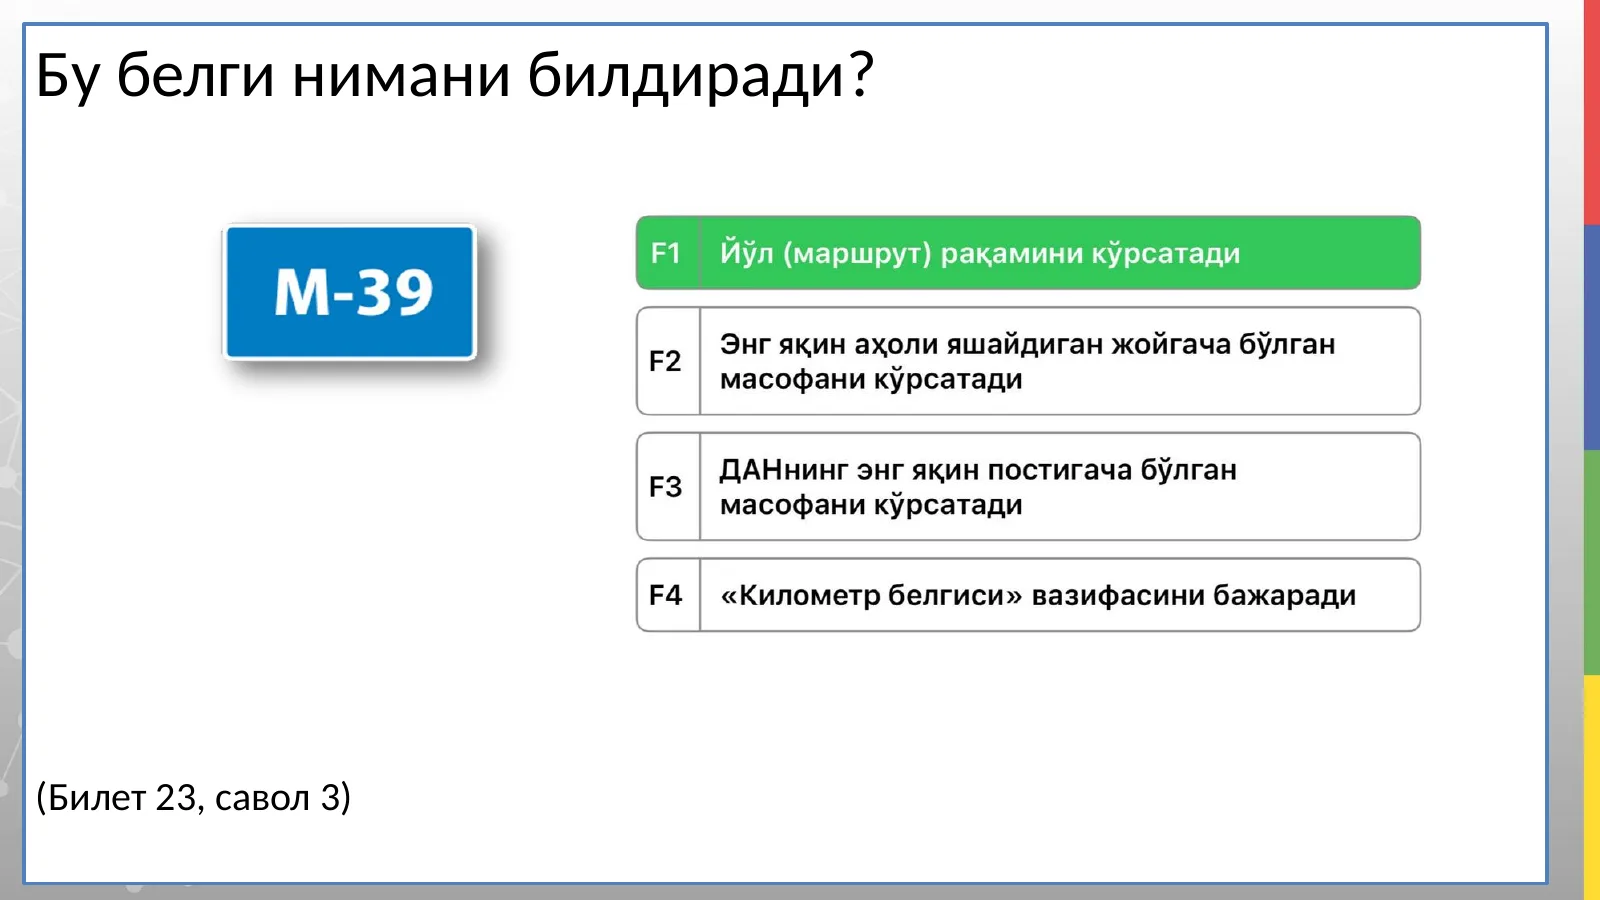 Бу белги нимани билдиради?
М-39
F1 Йўл (маршрут) рақамини кўрсатади
F2 Энг яқин аҳоли яшайдиган жойгача бўлган
масофани кўрсатади
F3 ДАНнинг энг яқин постигача бўлган
масофани кўрсатади
F4 «Километр белгиси» вазифасини бажаради
(Билет 23, савол 3)